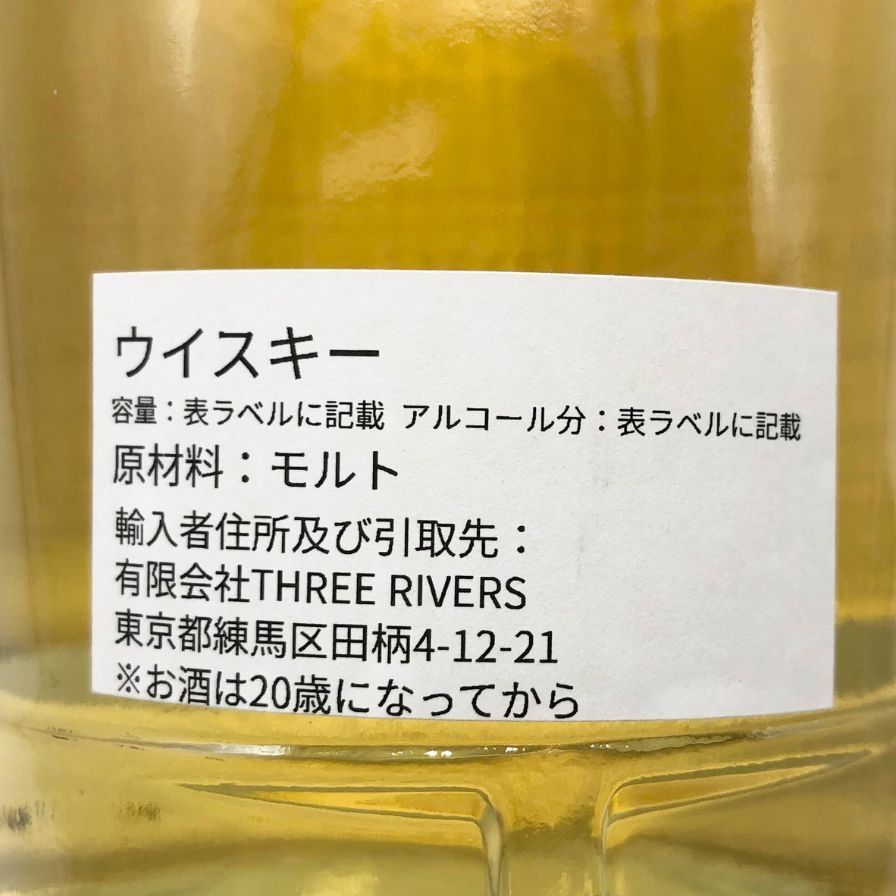 ウイスキー
容量：表ラベルに記載 アルコール分：表ラベルに記載
原材料：モルト
輸入者住所及び引取先：
有限会社THREE RIVERS
東京都練馬区田柄4-12-21
※お酒は20歳になってから